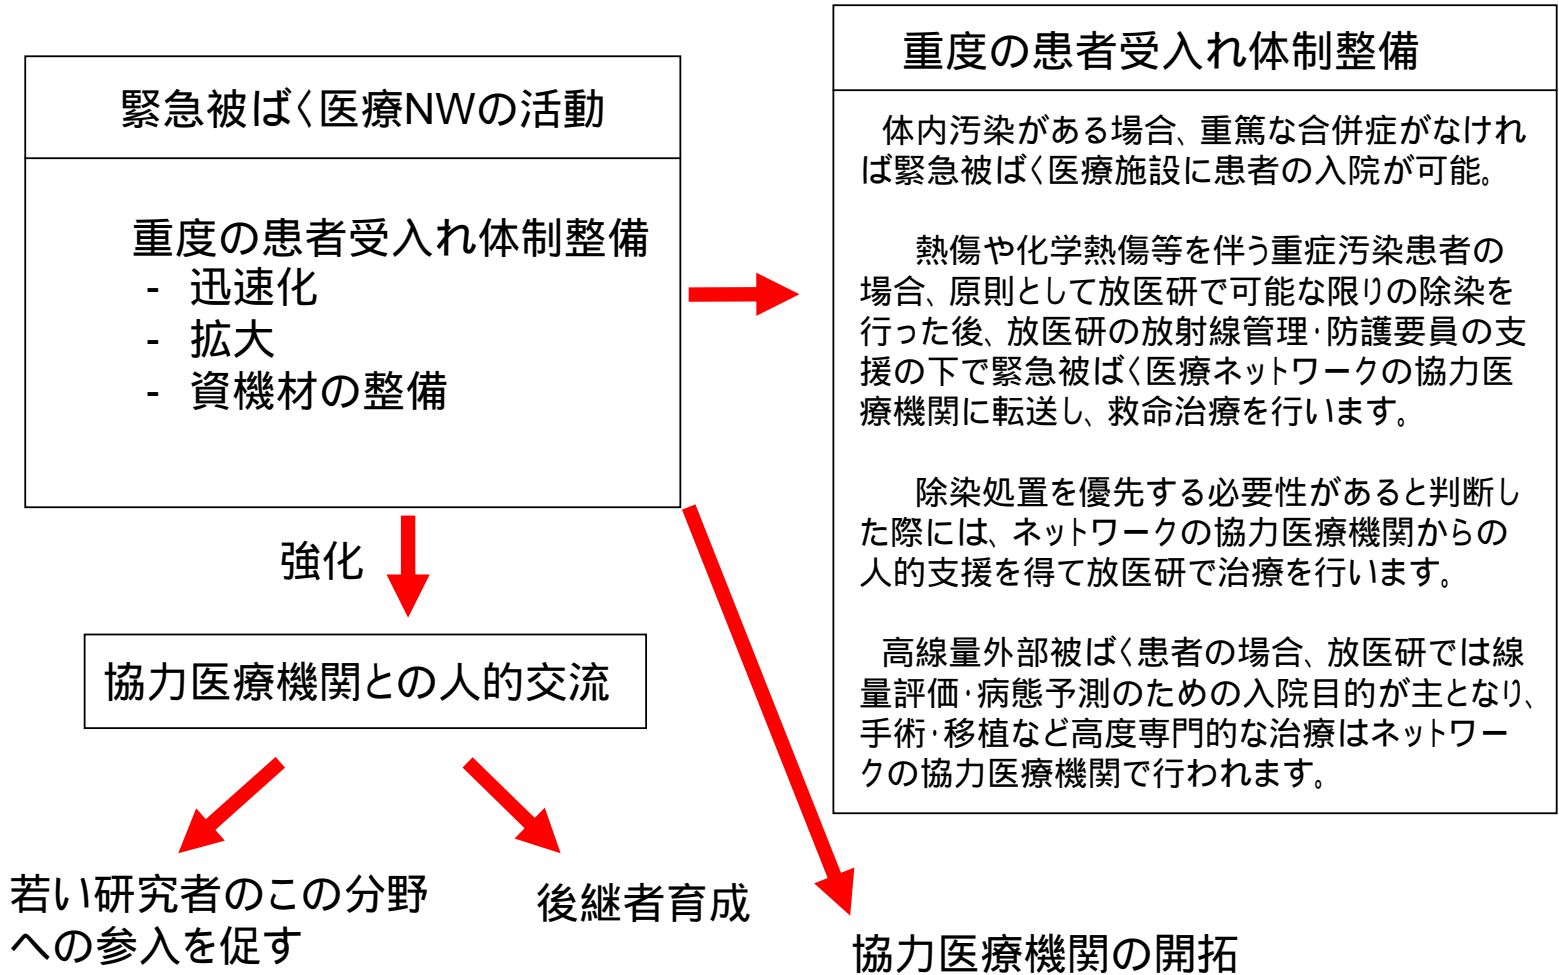 緊急被ばく医療NWの活動
重度の患者受入れ体制整備
- 迅速化
- 拡大
- 資機材の整備
重度の患者受入れ体制整備
体内汚染がある場合、重篤な合併症がなけれ
ば緊急被ばく医療施設に患者の入院が可能。
熱傷や化学熱傷等を伴う重症汚染患者の
場合、原則として放医研で可能な限りの除染を
行った後、放医研の放射線管理・防護要員の支
援の下で緊急被ばく医療ネットワークの協力医
療機関に転送し、救命治療を行います。
除染処置を優先する必要性があると判断し
た際には、ネットワークの協力医療機関からの
人的支援を得て放医研で治療を行います。
高線量外部被ばく患者の場合、放医研では線
量評価・病態予測のための入院目的が主となり、
手術・移植など高度専門的な治療はネットワー
クの協力医療機関で行われます。
強化
協力医療機関との人的交流
若い研究者のこの分野
への参入を促す
後継者育成
協力医療機関の開拓